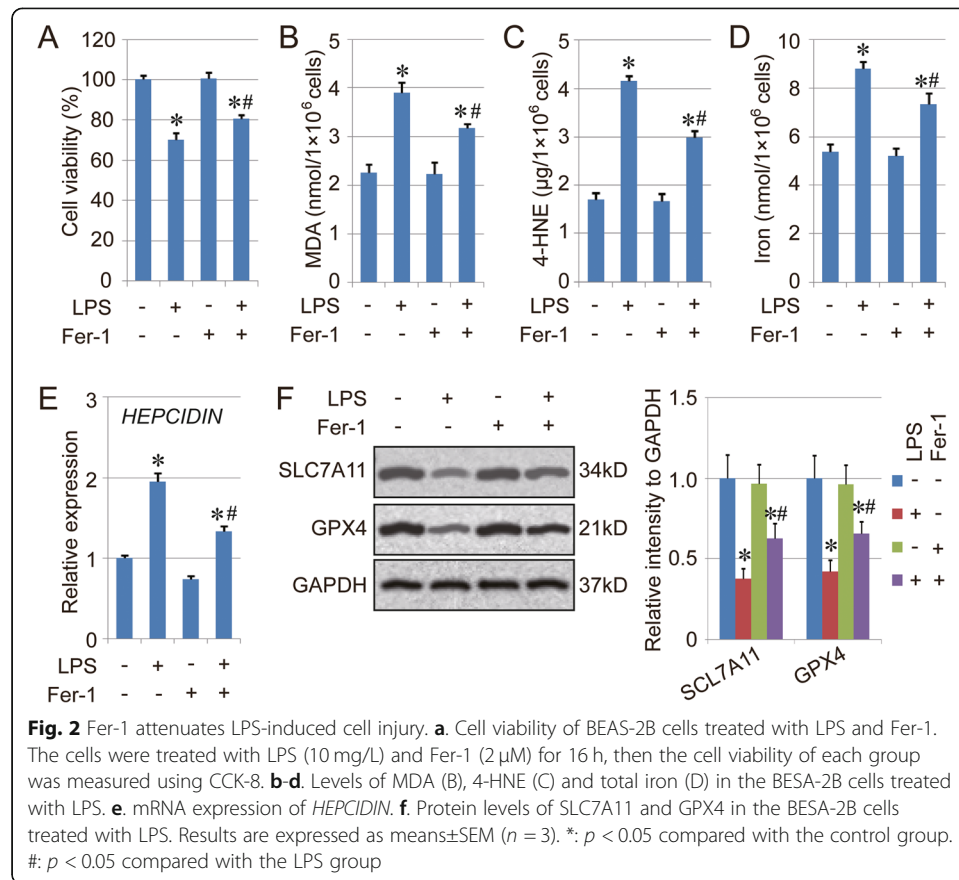 A
Cell viability (%)
120
100
80
60
40
20
0
LPS - + - +
Fer-1 - - + +
B
MDA (nmol/1×10⁶ cells)
5
4
3
2
1
0
*
*#
LPS - + - +
Fer-1 - - + +
C
4-HNE (μg/1×10⁶ cells)
5
4
3
2
1
0
*
*#
LPS - + - +
Fer-1 - - + +
D
Iron (nmol/1×10⁶ cells)
10
8
6
4
2
0
*
*#
LPS - + - +
Fer-1 - - + +
*
*#
E
HEPCIDIN
Relative expression
3
2
1
0
*
*#
LPS - + - +
Fer-1 - - + +
F
LPS - + - +
Fer-1 - - + +
SLC7A11 34kD
GPX4 21kD
GAPDH 37kD
Relative intensity to GAPDH
1.5
1.0
0.5
0
*
*#
*
*#
SCL7A11
GPX4
LPS Fer-1
- -
+ -
- +
+ +
Fig. 2 Fer-1 attenuates LPS-induced cell injury. a. Cell viability of BEAS-2B cells treated with LPS and Fer-1.
The cells were treated with LPS (10 mg/L) and Fer-1 (2 μM) for 16 h, then the cell viability of each group
was measured using CCK-8. b-d. Levels of MDA (B), 4-HNE (C) and total iron (D) in the BESA-2B cells treated
with LPS. e. mRNA expression of HEPCIDIN. f. Protein levels of SLC7A11 and GPX4 in the BESA-2B cells
treated with LPS. Results are expressed as means±SEM (n = 3). *: p < 0.05 compared with the control group.
#: p < 0.05 compared with the LPS group